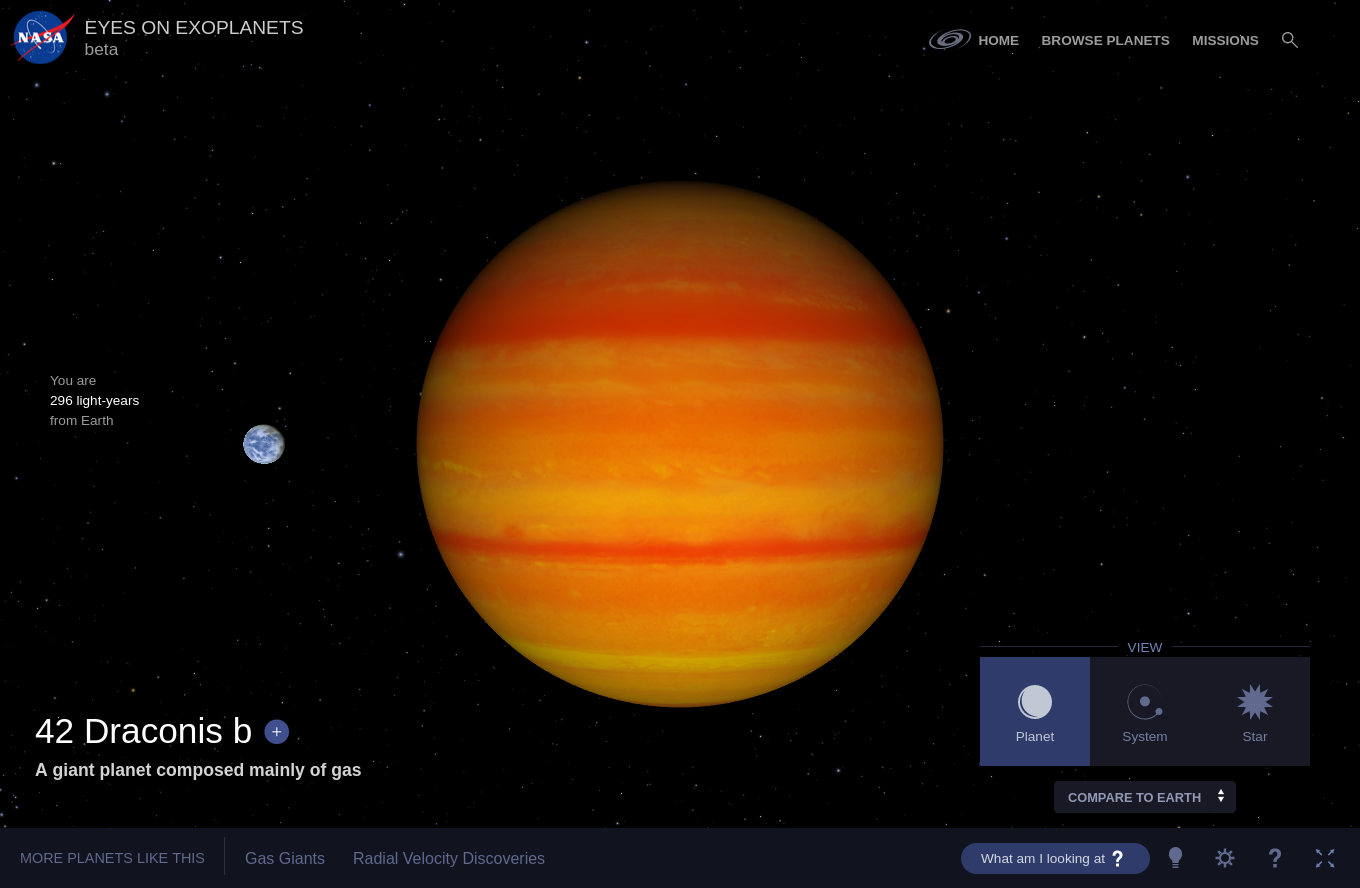 NASA
EYES ON EXOPLANETS
beta
HOME
BROWSE PLANETS
MISSIONS
You are
296 light-years
from Earth
VIEW
Planet
System
Star
42 Draconis b +
A giant planet composed mainly of gas
COMPARE TO EARTH
MORE PLANETS LIKE THIS
Gas Giants
Radial Velocity Discoveries
What am I looking at ?
?